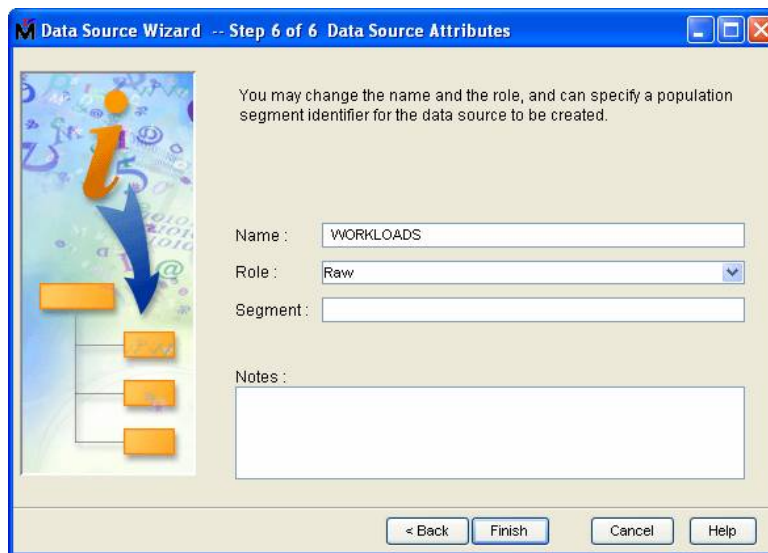 Data Source Wizard -- Step 6 of 6 Data Source Attributes
You may change the name and the role, and can specify a population
segment identifier for the data source to be created.
Name : WORKLOADS
Role : Raw
Segment :
Notes :
< Back Finish Cancel Help